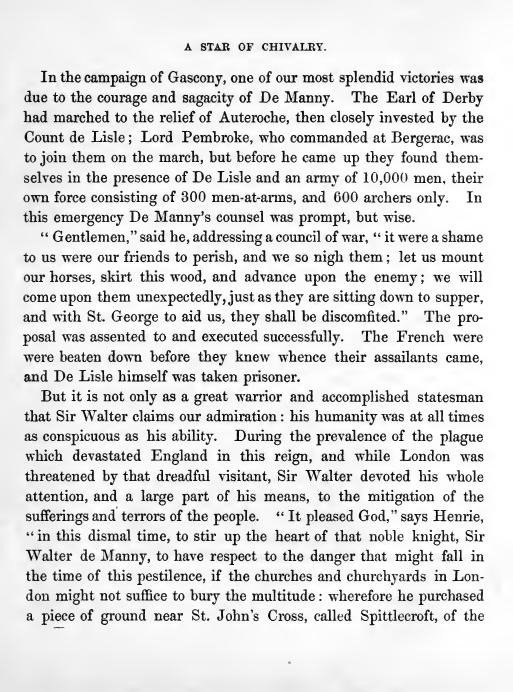 A STAR OF CHIVALRY.
In the campaign of Gascony, one of our most splendid victories was
due to the courage and sagacity of De Manny. The Earl of Derby
had marched to the relief of Auteroche, then closely invested by the
Count de Lisle; Lord Pembroke, who commanded at Bergerac, was
to join them on the march, but before he came up they found them-
selves in the presence of De Lisle and an army of 10,000 men, their
own force consisting of 300 men-at-arms, and 600 archers only. In
this emergency De Manny's counsel was prompt, but wise.
"Gentlemen," said he, addressing a council of war, "it were a shame
to us were our friends to perish, and we so nigh them; let us mount
our horses, skirt this wood, and advance upon the enemy; we will
come upon them unexpectedly, just as they are sitting down to supper,
and with St. George to aid us, they shall be discomfited." The pro-
posal was assented to and executed successfully. The French were
were beaten down before they knew whence their assailants came,
and De Lisle himself was taken prisoner.
But it is not only as a great warrior and accomplished statesman
that Sir Walter claims our admiration: his humanity was at all times
as conspicuous as his ability. During the prevalence of the plague
which devastated England in this reign, and while London was
threatened by that dreadful visitant, Sir Walter devoted his whole
attention, and a large part of his means, to the mitigation of the
sufferings and terrors of the people. "It pleased God," says Henrie,
"in this dismal time, to stir up the heart of that noble knight, Sir
Walter de Manny, to have respect to the danger that might fall in
the time of this pestilence, if the churches and churchyards in Lon-
don might not suffice to bury the multitude: wherefore he purchased
a piece of ground near St. John's Cross, called Spittlecroft, of the